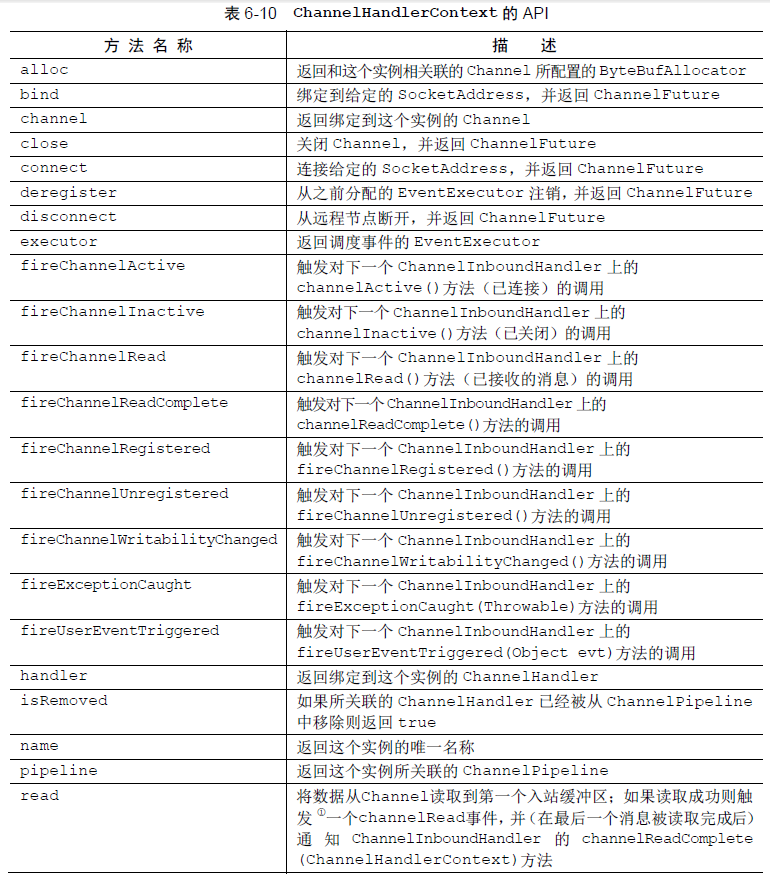 表 6-10 ChannelHandlerContext 的 API
方 法 名 称 描 述
alloc 返回和这个实例相关联的 Channel 所配置的 ByteBufAllocator
bind 绑定到给定的 SocketAddress，并返回 ChannelFuture
channel 返回绑定到这个实例的 Channel
close 关闭 Channel，并返回 ChannelFuture
connect 连接给定的 SocketAddress，并返回 ChannelFuture
deregister 从之前分配的 EventExecutor 注销，并返回 ChannelFuture
disconnect 从远程节点断开，并返回 ChannelFuture
executor 返回调度事件的 EventExecutor
fireChannelActive 触发对下一个 ChannelInboundHandler 上的
channelActive()方法（已连接）的调用
fireChannelInactive 触发对下一个 ChannelInboundHandler 上的
channelInactive()方法（已关闭）的调用
fireChannelRead 触发对下一个 ChannelInboundHandler 上的
channelRead()方法（已接收的消息）的调用
fireChannelReadComplete 触发对下一个 ChannelInboundHandler 上的
channelReadComplete()方法的调用
fireChannelRegistered 触发对下一个 ChannelInboundHandler 上的
fireChannelRegistered()方法的调用
fireChannelUnregistered 触发对下一个 ChannelInboundHandler 上的
fireChannelUnregistered()方法的调用
fireChannelWritabilityChanged 触发对下一个 ChannelInboundHandler 上的
fireChannelWritabilityChanged()方法的调用
fireExceptionCaught 触发对下一个 ChannelInboundHandler 上的
fireExceptionCaught(Throwable)方法的调用
fireUserEventTriggered 触发对下一个 ChannelInboundHandler 上的
fireUserEventTriggered(Object evt)方法的调用
handler 返回绑定到这个实例的 ChannelHandler
isRemoved 如果所关联的 ChannelHandler 已经被从 ChannelPipeline
中移除则返回 true
name 返回这个实例的唯一名称
pipeline 返回这个实例所关联的 ChannelPipeline
read 将数据从Channel读取到第一个入站缓冲区；如果读取成功则触
发①一个channelRead事件，并（在最后一个消息被读取完成后）
通 知 ChannelInboundHandler 的 channelReadComplete
(ChannelHandlerContext)方法